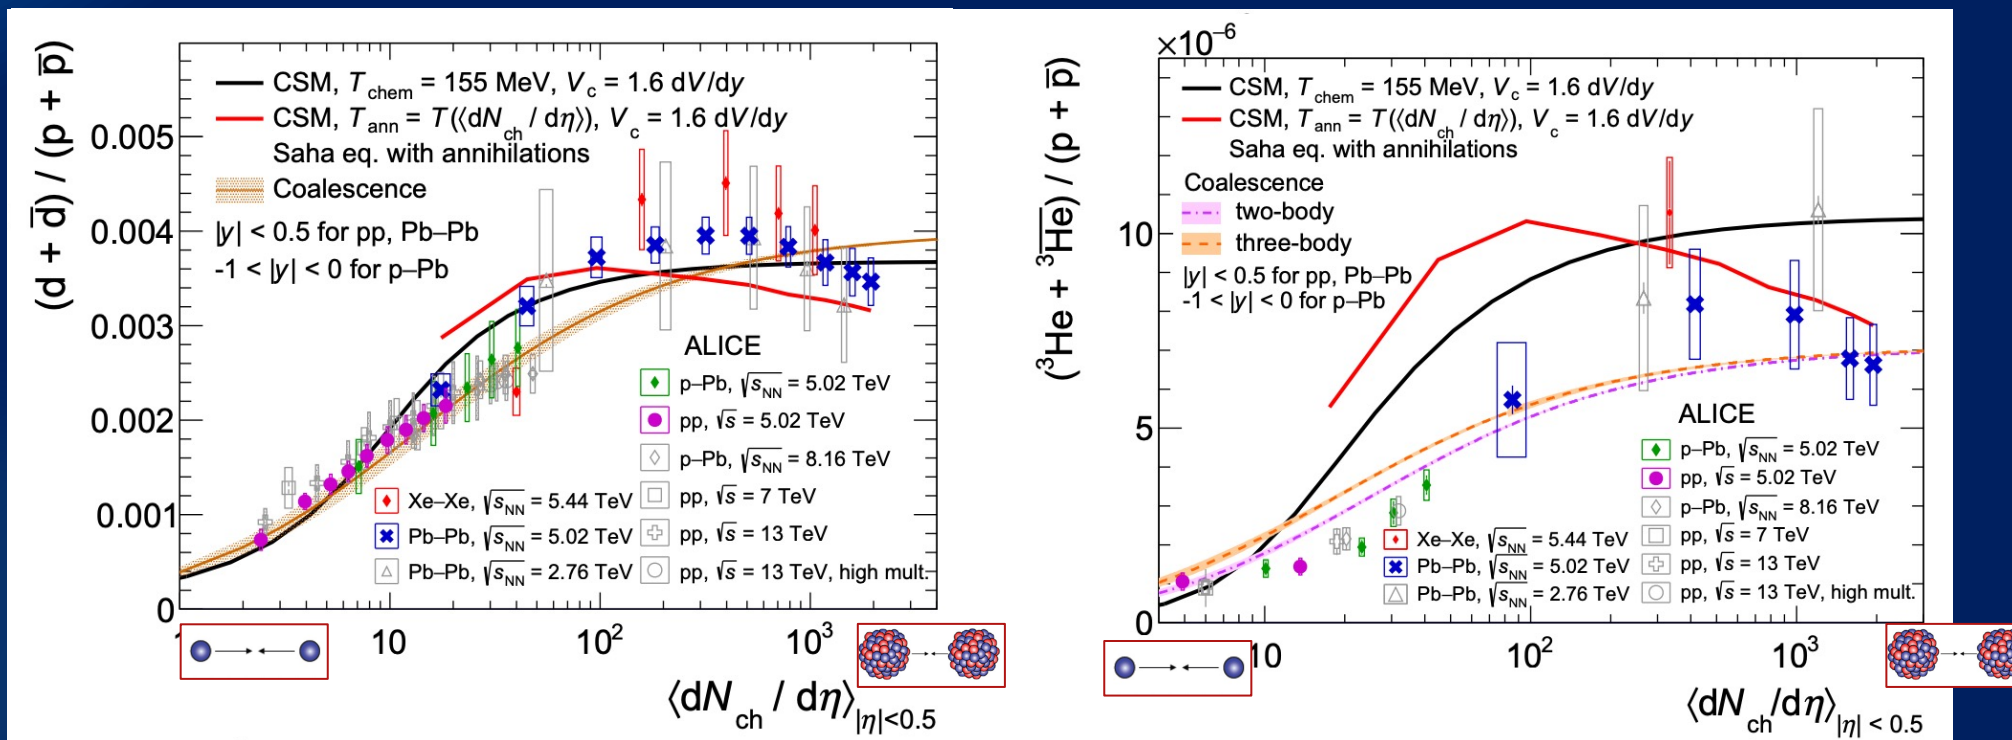 (d + d̅) / (p + p̅)
CSM, T_chem = 155 MeV, V_c = 1.6 dV/dy
CSM, T_ann = T(⟨dN_ch / dη⟩), V_c = 1.6 dV/dy
Saha eq. with annihilations
Coalescence
|y| < 0.5 for pp, Pb–Pb
-1 < |y| < 0 for p–Pb
0.005
0.004
0.003
0.002
0.001
0
ALICE
p–Pb, √s_NN = 5.02 TeV
pp, √s = 5.02 TeV
p–Pb, √s_NN = 8.16 TeV
pp, √s = 7 TeV
pp, √s = 13 TeV
pp, √s = 13 TeV, high mult.
Xe–Xe, √s_NN = 5.44 TeV
Pb–Pb, √s_NN = 5.02 TeV
Pb–Pb, √s_NN = 2.76 TeV
10
10²
10³
⟨dN_ch / dη⟩_|η|<0.5
×10⁻⁶
(³He + ³H̅e̅) / (p + p̅)
CSM, T_chem = 155 MeV, V_c = 1.6 dV/dy
CSM, T_ann = T(⟨dN_ch / dη⟩), V_c = 1.6 dV/dy
Saha eq. with annihilations
Coalescence
two-body
three-body
|y| < 0.5 for pp, Pb–Pb
-1 < |y| < 0 for p–Pb
10
5
0
ALICE
p–Pb, √s_NN = 5.02 TeV
pp, √s = 5.02 TeV
p–Pb, √s_NN = 8.16 TeV
pp, √s = 7 TeV
pp, √s = 13 TeV
pp, √s = 13 TeV, high mult.
Xe–Xe, √s_NN = 5.44 TeV
Pb–Pb, √s_NN = 5.02 TeV
Pb–Pb, √s_NN = 2.76 TeV
10
10²
10³
⟨dN_ch/dη⟩_|η| < 0.5